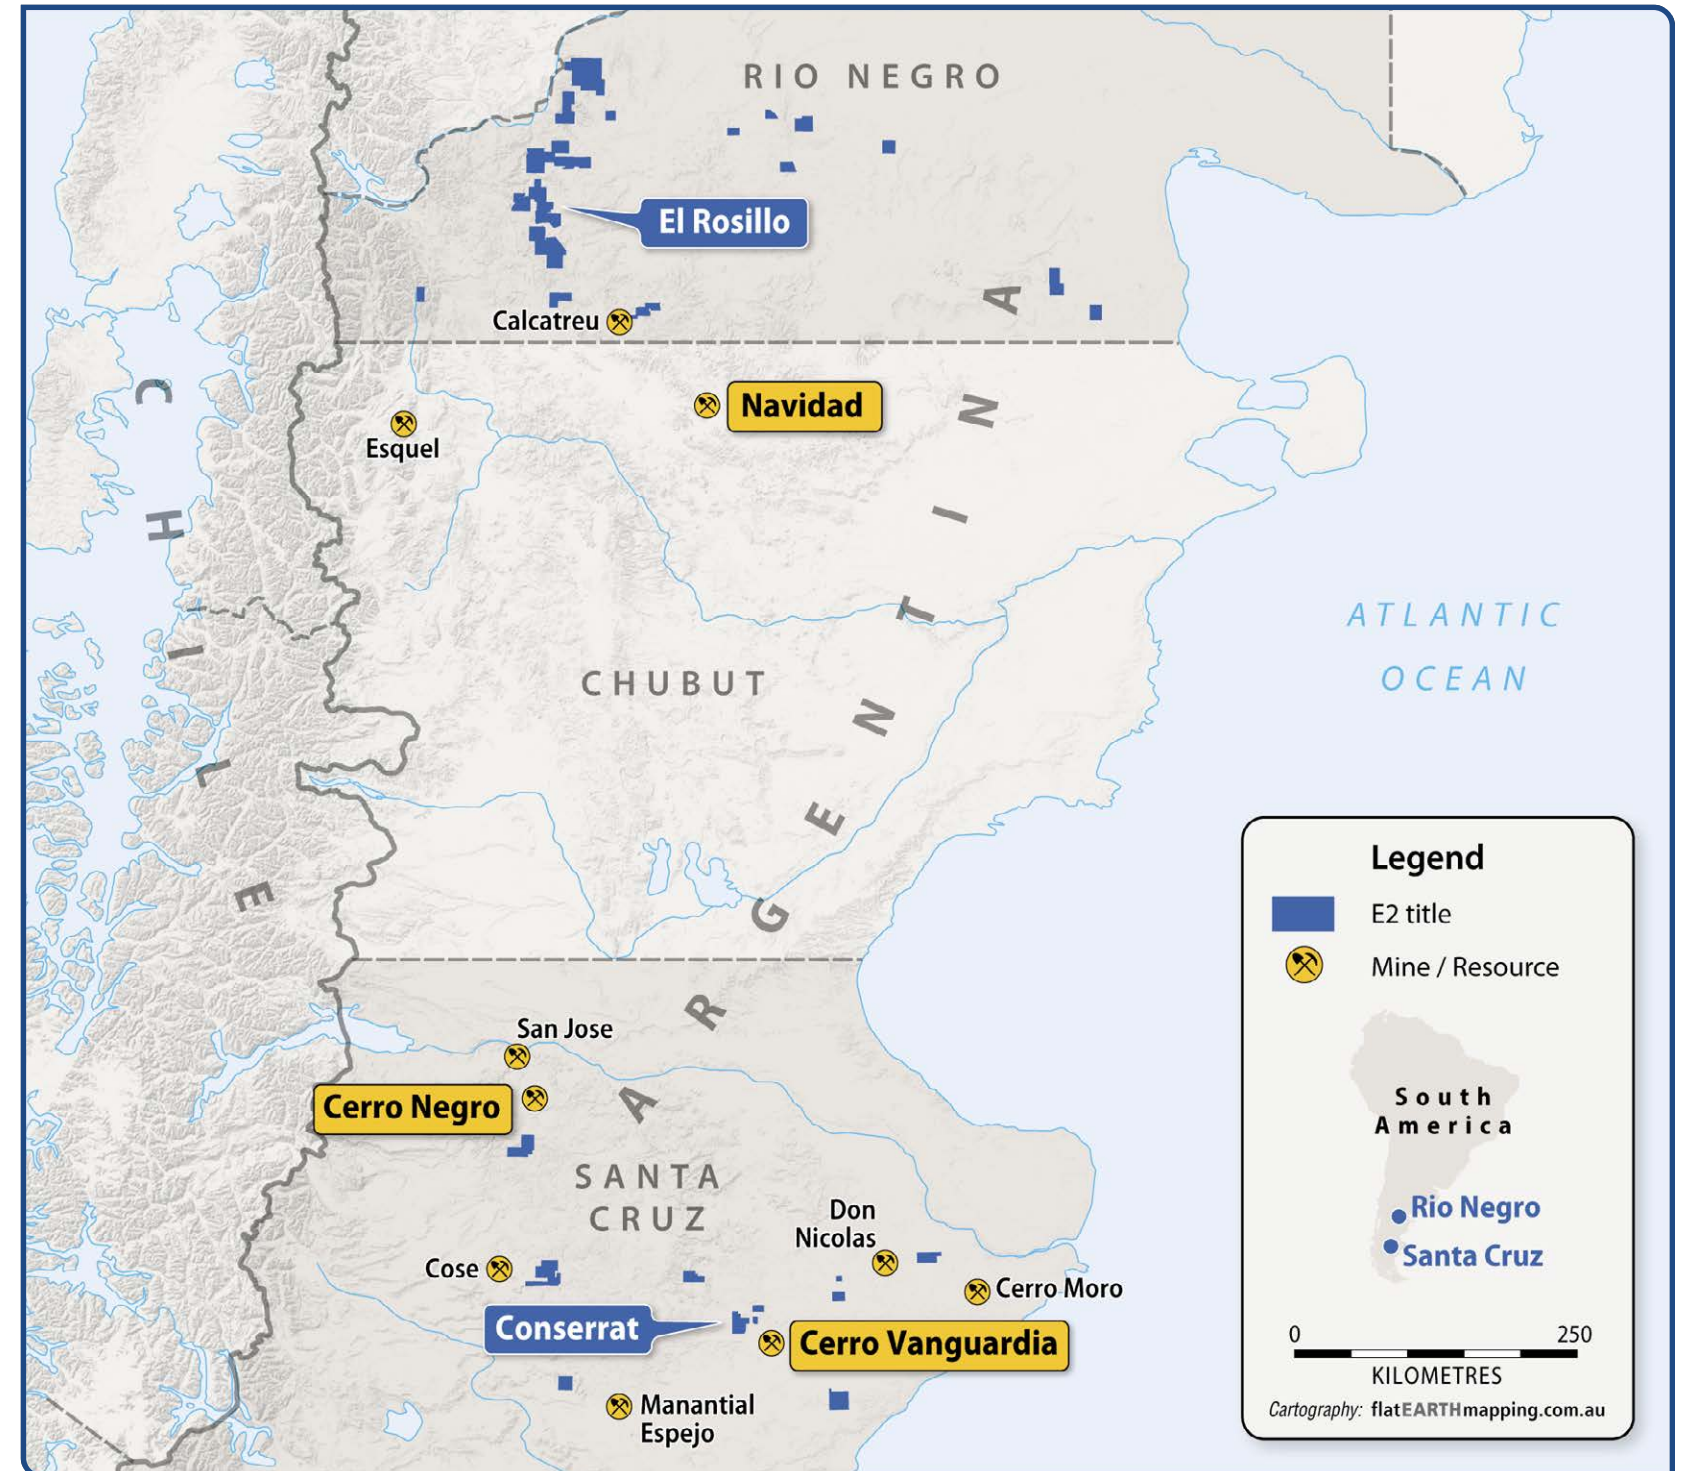 RIO NEGRO
El Rosillo
Calcatreu
Navidad
Esquel
CHILE
ARGENTINA
ATLANTIC
OCEAN
CHUBUT
San Jose
Cerro Negro
SANTA
CRUZ
Don
Nicolas
Cose
Cerro Moro
Conserrat
Cerro Vanguardia
Manantial
Espejo
Legend
E2 title
Mine / Resource
South
America
Rio Negro
Santa Cruz
0 250
KILOMETRES
Cartography: flatEARTHmapping.com.au